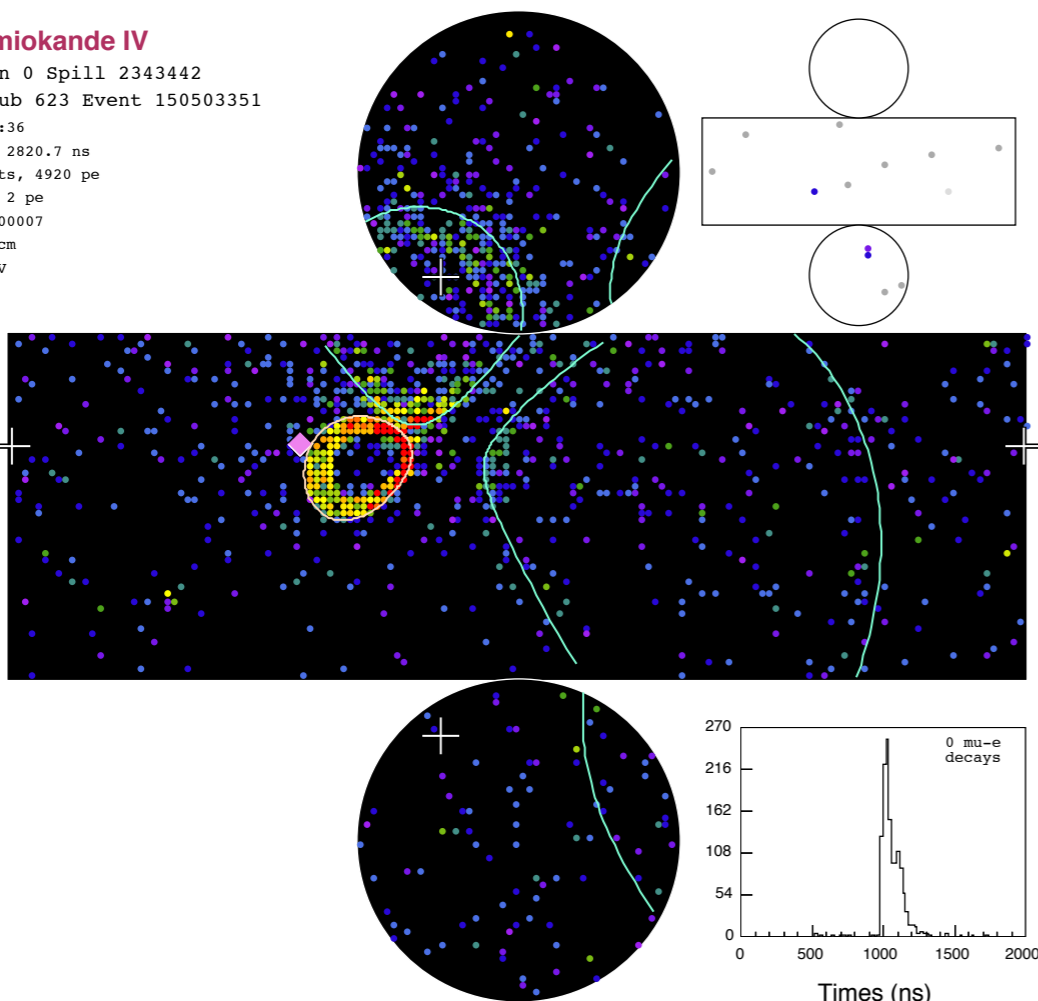 miokande IV
n 0 Spill 2343442
ub 623 Event 150503351
:36
2820.7 ns
ts, 4920 pe
2 pe
00007
cm
V
0 mu-e
decays
270
216
162
108
54
0
0 500 1000 1500 2000
Times (ns)